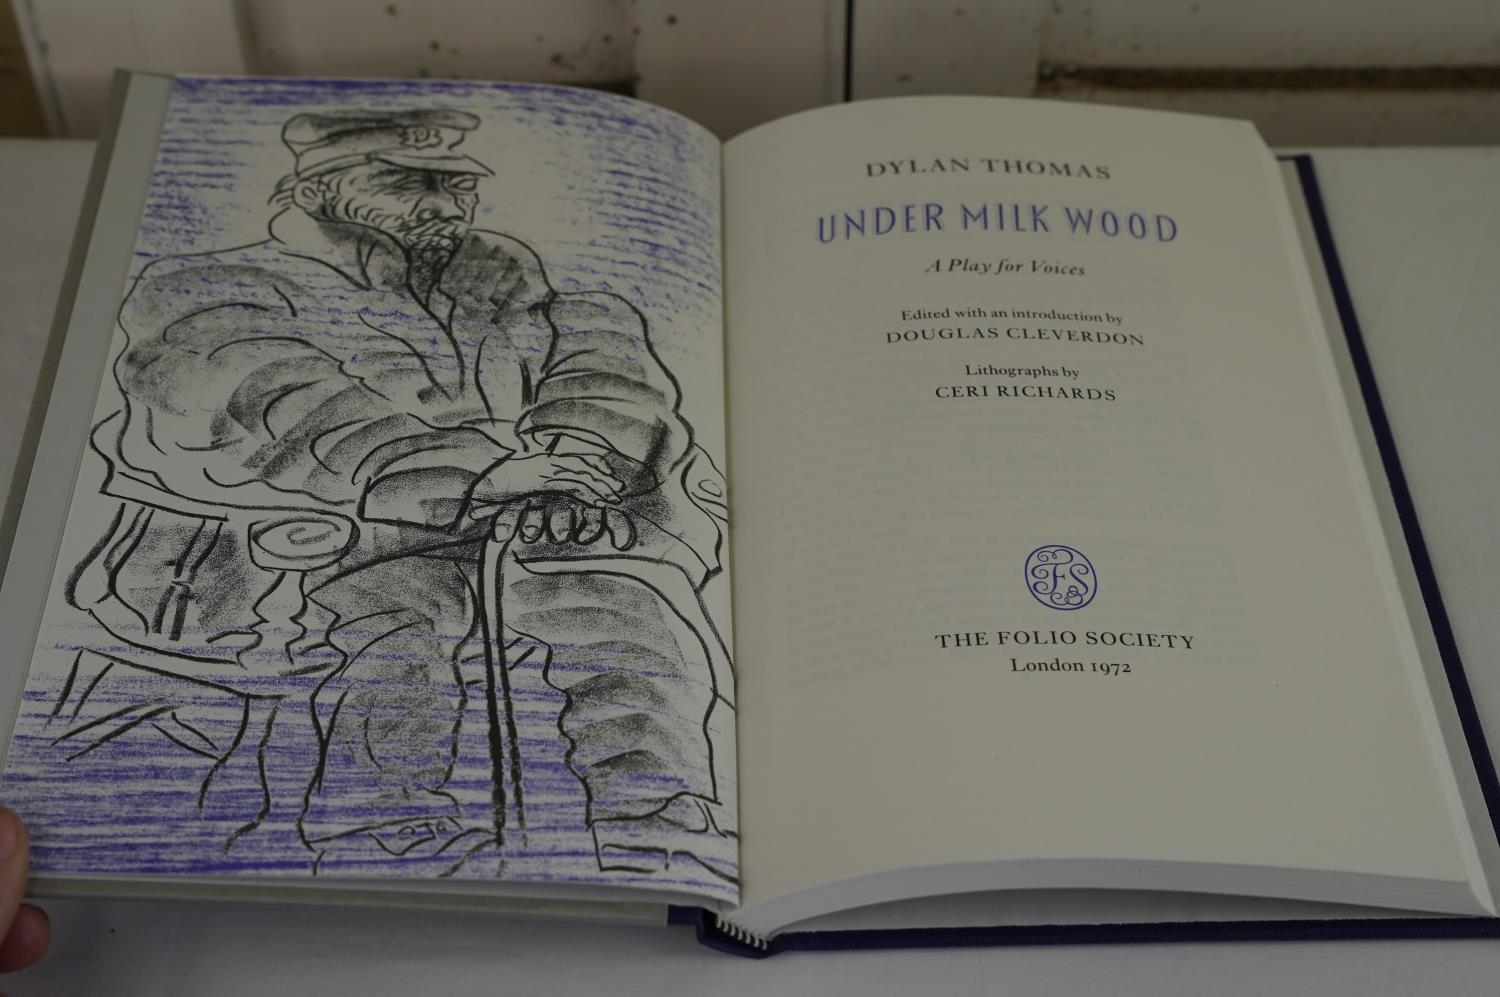 DYLAN THOMAS
UNDER MILK WOOD
A Play for Voices
Edited with an introduction by
DOUGLAS CLEVERDON
Lithographs by
CERI RICHARDS
FS
THE FOLIO SOCIETY
London 1972